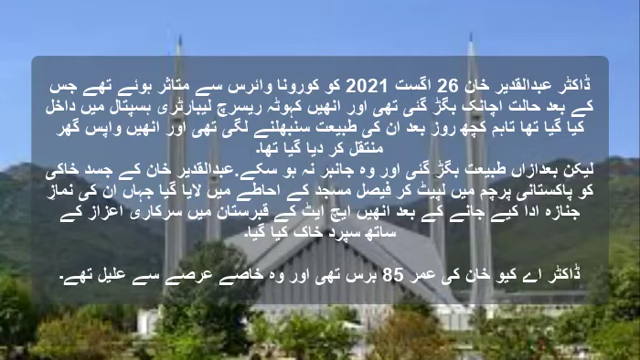 ڈاکٹر عبدالقدیر خان 26 اگست 2021 کو کورونا وائرس سے متاثر ہوئے تھے جس
کے بعد حالت اچانک بگڑ گئی تھی اور انھیں کہوٹہ ریسرچ لیبارٹری ہسپتال میں داخل
کیا گیا تھا تاہم کچھ روز بعد ان کی طبیعت سنبھلنے لگی تھی اور انھیں واپس گھر
منتقل کر دیا گیا تھا۔
لیکن بعدازاں طبیعت بگڑ گئی اور وہ جانبر نہ ہو سکے.عبدالقدیر خان کے جسد خاکی
کو پاکستانی پرچم میں لپیٹ کر فیصل مسجد کے احاطے میں لایا گیا جہاں ان کی نمازِ
جنازہ ادا کیے جانے کے بعد انھیں ایچ ایٹ کے قبرستان میں سرکاری اعزاز کے
ساتھ سپرد خاک کیا گیا۔
ڈاکٹر اے کیو خان کی عمر 85 برس تھی اور وہ خاصے عرصے سے علیل تھے۔